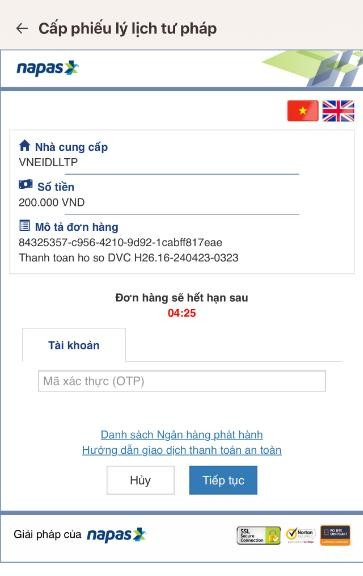 Cấp phiếu lý lịch tư pháp
napas
Nhà cung cấp
VNEIDLLTP
Số tiền
200.000 VND
Mô tả đơn hàng
84325357-c956-4210-9d92-1cabff817eae
Thanh toan ho so DVC H26.16-240423-0323
Đơn hàng sẽ hết hạn sau
04:25
Tài khoản
Mã xác thực (OTP)
Danh sách Ngân hàng phát hành
Hướng dẫn giao dịch thanh toán an toàn
Hủy Tiếp tục
Giải pháp của napas
SSL
Secure
Connection
Norton